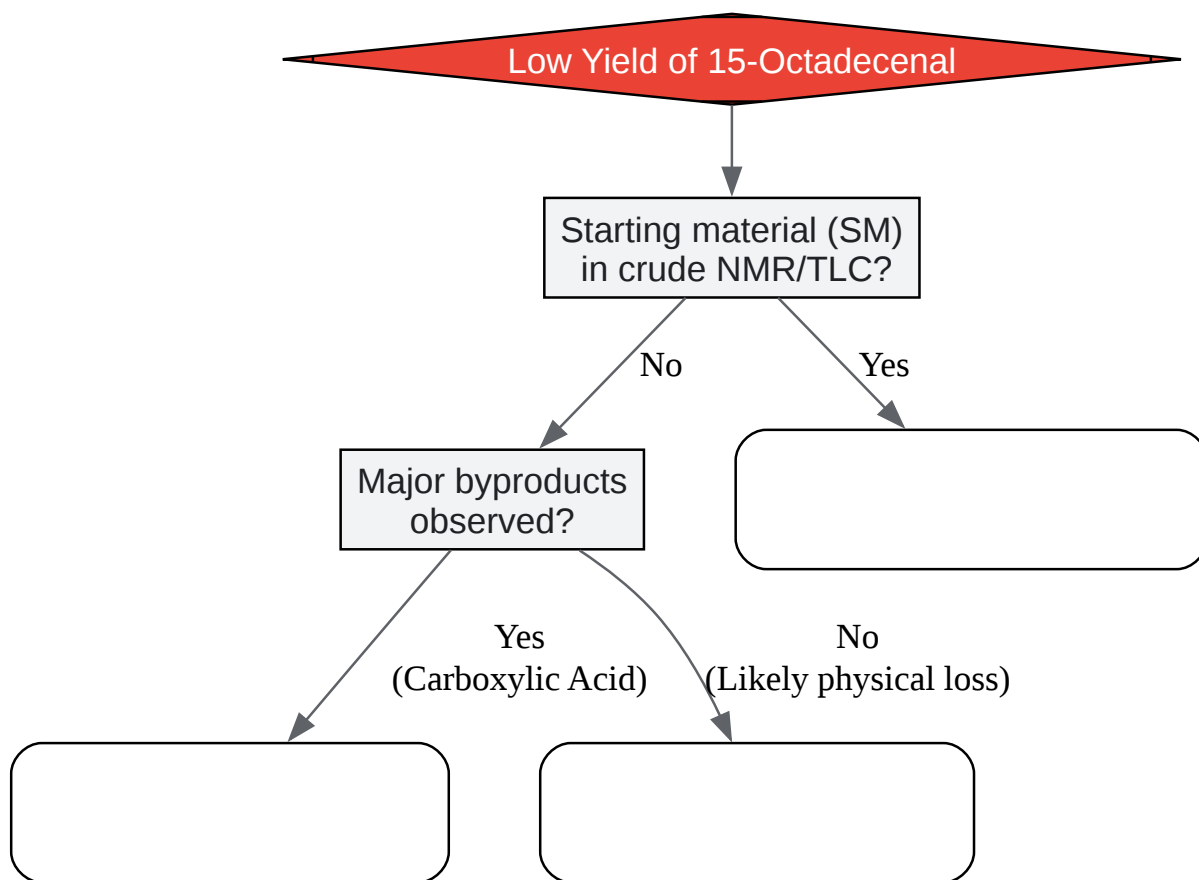 Low Yield of 15-Octadecenal
Starting material (SM)
in crude NMR/TLC?
No
Yes
Major byproducts
observed?
Yes
(Carboxylic Acid)
No
(Likely physical loss)